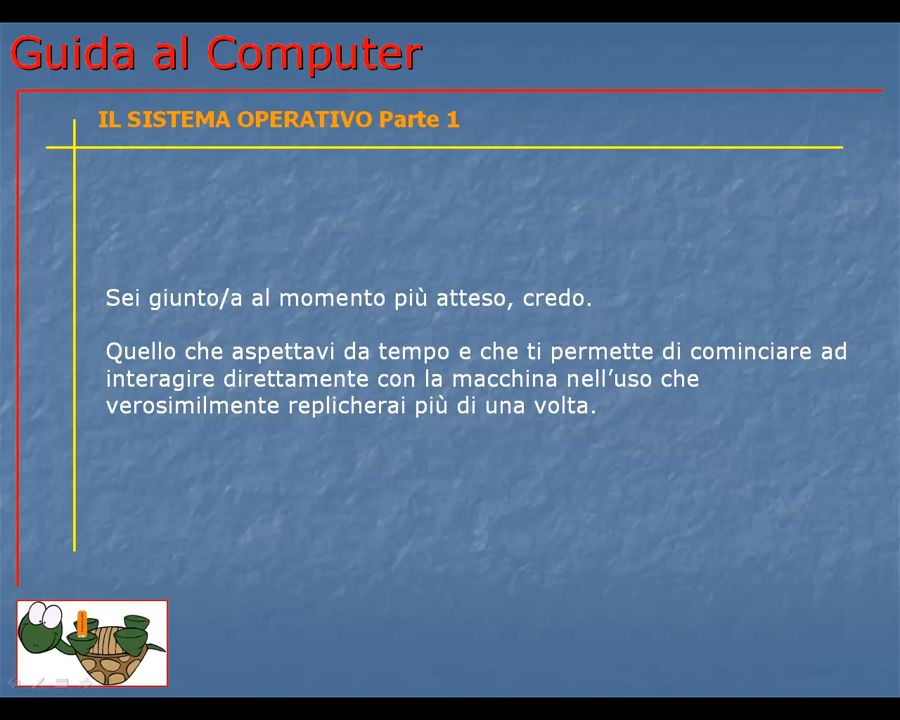 Guida al Computer
IL SISTEMA OPERATIVO Parte 1
Sei giunto/a al momento più atteso, credo.
Quello che aspettavi da tempo e che ti permette di cominciare ad
interagire direttamente con la macchina nell’uso che
verosimilmente replicherai più di una volta.